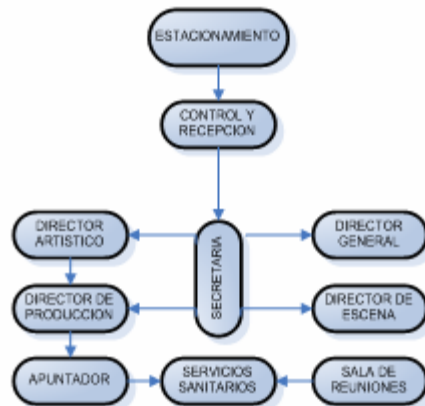 ESTACIONAMIENTO
CONTROL Y
RECEPCION
DIRECTOR
ARTISTICO
SECRETARIA
DIRECTOR
GENERAL
DIRECTOR DE
PRODUCCION
DIRECTOR DE
ESCENA
APUNTADOR
SERVICIOS
SANITARIOS
SALA DE
REUNIONES